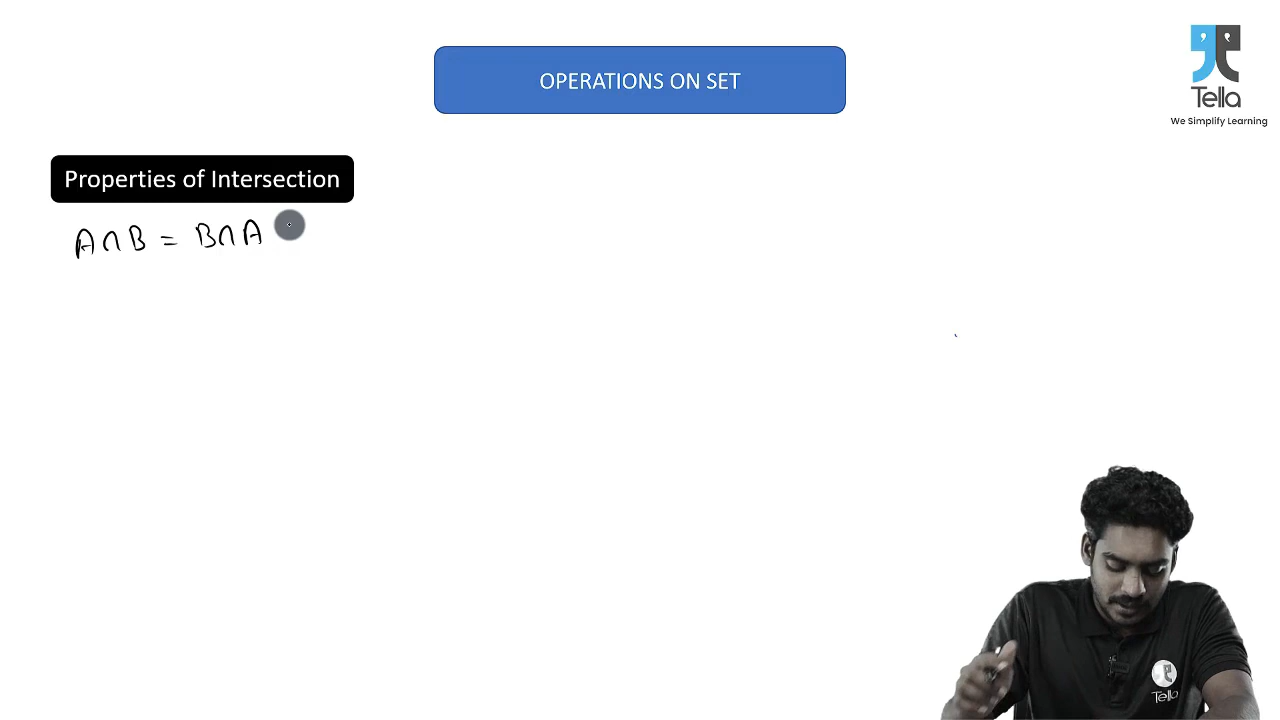 OPERATIONS ON SET
Tella
We Simplify Learning
Properties of Intersection
A∩B = B∩A
Tella